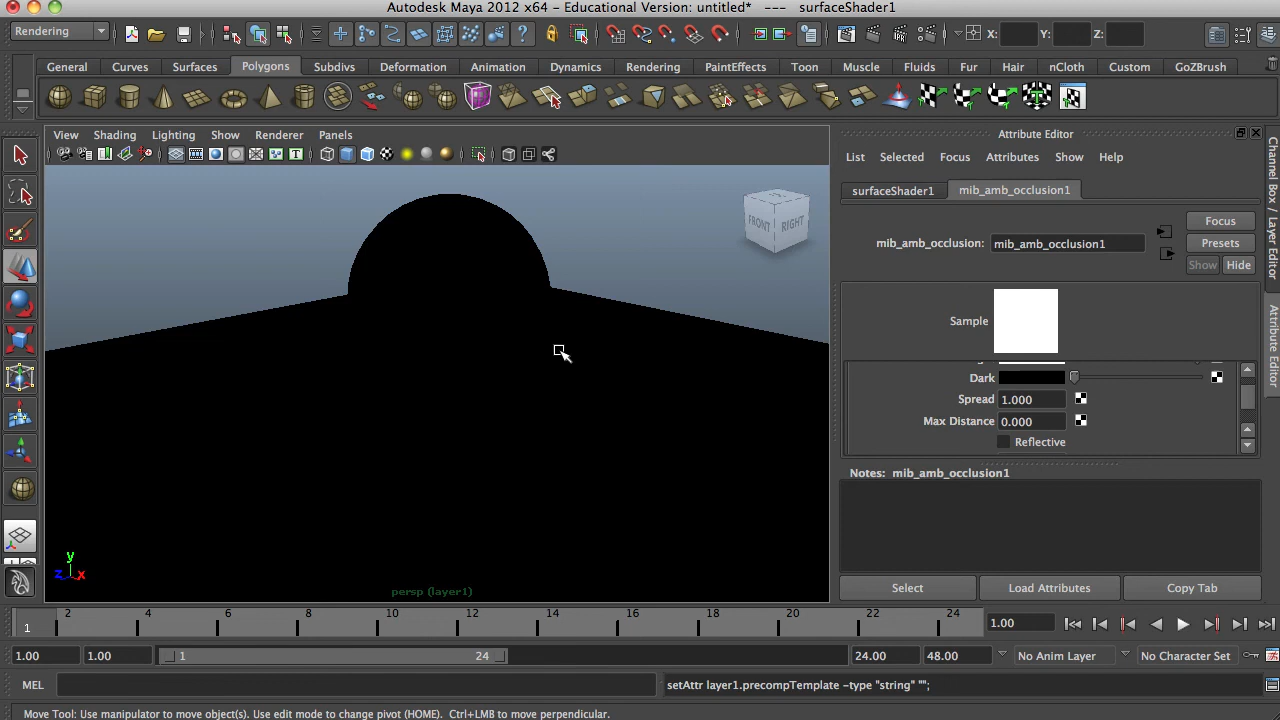 Autodesk Maya 2012 x64 - Educational Version: untitled* --- surfaceShader1
Rendering X: Y: Z:
General Curves Surfaces Polygons Subdivs Deformation Animation Dynamics Rendering PaintEffects Toon Muscle Fluids Fur Hair nCloth Custom GoZBrush
View Shading Lighting Show Renderer Panels
Attribute Editor
List Selected Focus Attributes Show Help
surfaceShader1 mib_amb_occlusion1
Focus
mib_amb_occlusion: mib_amb_occlusion1 Presets
Show Hide
Sample
Dark
Spread 1.000
Max Distance 0.000
Reflective
Notes: mib_amb_occlusion1
Select Load Attributes Copy Tab
FRONT RIGHT
Channel Box / Layer Editor
Attribute Editor
y
z x
persp (layer1)
1 2 4 6 8 10 12 14 16 18 20 22 24 1.00
1.00 1.00 1 24 24.00 48.00 No Anim Layer No Character Set
MEL setAttr layer1.precompTemplate -type "string" "";
Move Tool: Use manipulator to move object(s). Use edit mode to change pivot (HOME). Ctrl+LMB to move perpendicular.